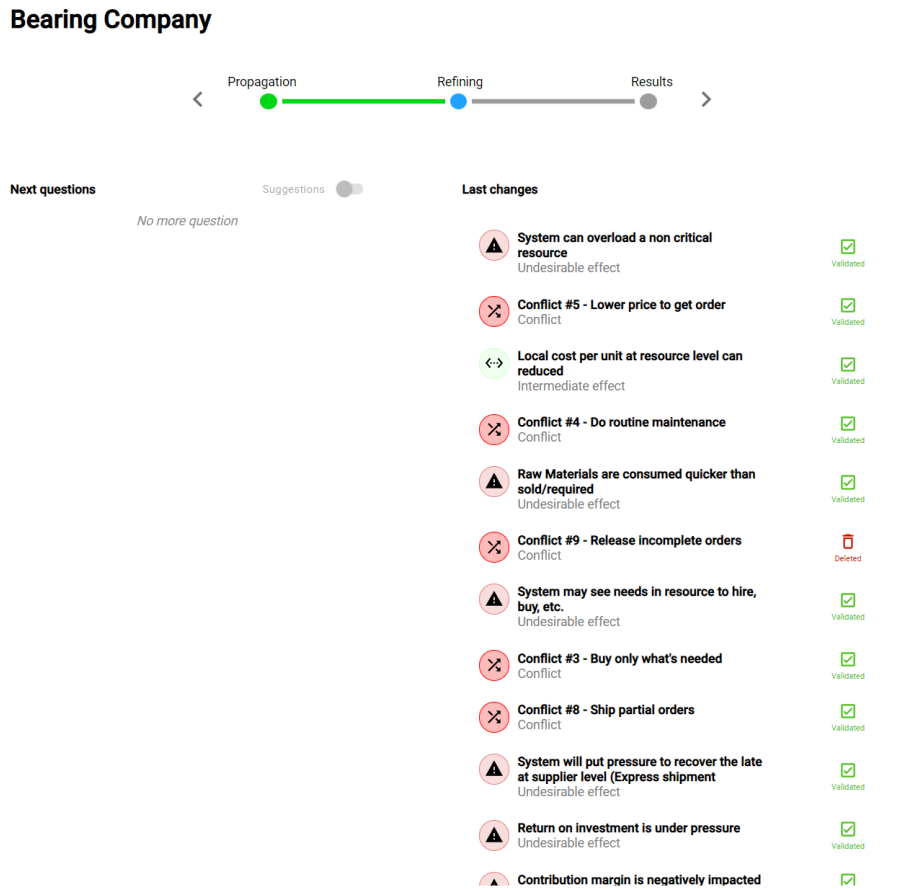 Bearing Company
Propagation
Refining
Results
Next questions
Suggestions
No more question
Last changes
System can overload a non critical
resource
Undesirable effect
Validated
Conflict #5 - Lower price to get order
Conflict
Validated
Local cost per unit at resource level can
reduced
Intermediate effect
Validated
Conflict #4 - Do routine maintenance
Conflict
Validated
Raw Materials are consumed quicker than
sold/required
Undesirable effect
Validated
Conflict #9 - Release incomplete orders
Conflict
Deleted
System may see needs in resource to hire,
buy, etc.
Undesirable effect
Validated
Conflict #3 - Buy only what's needed
Conflict
Validated
Conflict #8 - Ship partial orders
Conflict
Validated
System will put pressure to recover the late
at supplier level (Express shipment
Undesirable effect
Validated
Return on investment is under pressure
Undesirable effect
Validated
Contribution margin is negatively impacted